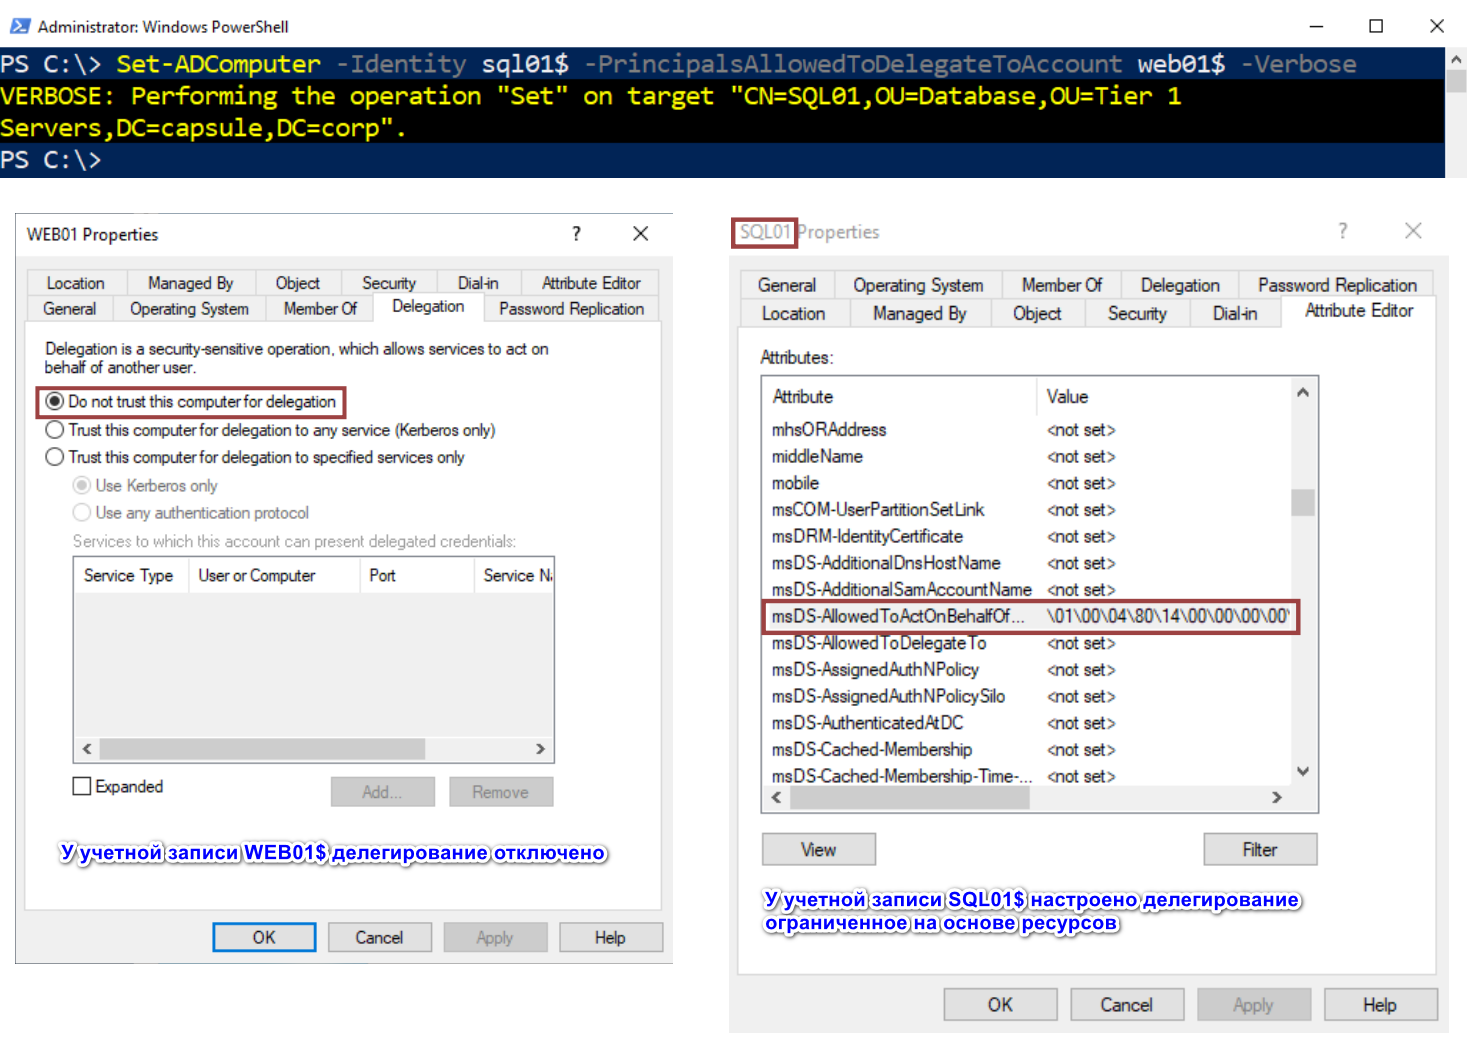 Administrator: Windows PowerShell
PS C:\> Set-ADComputer -Identity sql01$ -PrincipalsAllowedToDelegateToAccount web01$ -Verbose
VERBOSE: Performing the operation "Set" on target "CN=SQL01,OU=Database,OU=Tier 1
Servers,DC=capsule,DC=corp".
PS C:\>
WEB01 Properties
?
Location Managed By Object Security Dial-in Attribute Editor
General Operating System Member Of Delegation Password Replication
Delegation is a security-sensitive operation, which allows services to act on
behalf of another user.
Do not trust this computer for delegation
Trust this computer for delegation to any service (Kerberos only)
Trust this computer for delegation to specified services only
Use Kerberos only
Use any authentication protocol
Services to which this account can present delegated credentials:
Service Type User or Computer Port Service N
Expanded Add... Remove
У учетной записи WEB01$ делегирование отключено
OK Cancel Apply Help
SQL01 Properties
?
General Operating System Member Of Delegation Password Replication
Location Managed By Object Security Dial-in Attribute Editor
Attributes:
Attribute Value
mhsORAddress <not set>
middleName <not set>
mobile <not set>
msCOM-UserPartitionSetLink <not set>
msDRM-IdentityCertificate <not set>
msDS-AdditionalDnsHostName <not set>
msDS-AdditionalSamAccountName <not set>
msDS-AllowedToActOnBehalfOf... \01\00\04\80\14\00\00\00\00\
msDS-AllowedToDelegateTo <not set>
msDS-AssignedAuthNPolicy <not set>
msDS-AssignedAuthNPolicySilo <not set>
msDS-AuthenticatedAtDC <not set>
msDS-Cached-Membership <not set>
msDS-Cached-Membership-Time-... <not set>
View Filter
У учетной записи SQL01$ настроено делегирование
ограниченное на основе ресурсов
OK Cancel Apply Help